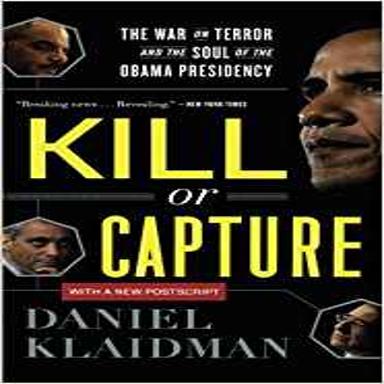 THE WAR ON TERROR
AND THE SOUL OF THE
OBAMA PRESIDENCY
"Breaking news . . . Revealing." – NEW YORK TIMES
KILL
or
CAPTURE
WITH A NEW POSTSCRIPT
DANIEL
KLAIDMAN